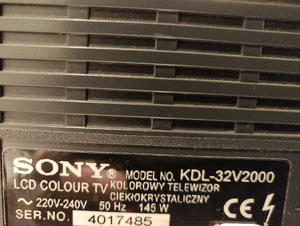 SONY® MODEL NO. KDL-32V2000
LCD COLOUR TV KOLOROWY TELEWIZOR
CIEKŁOKRYSTALICZNY
~ 220V-240V 50 Hz 145 W
SER.NO. 4017485 CE